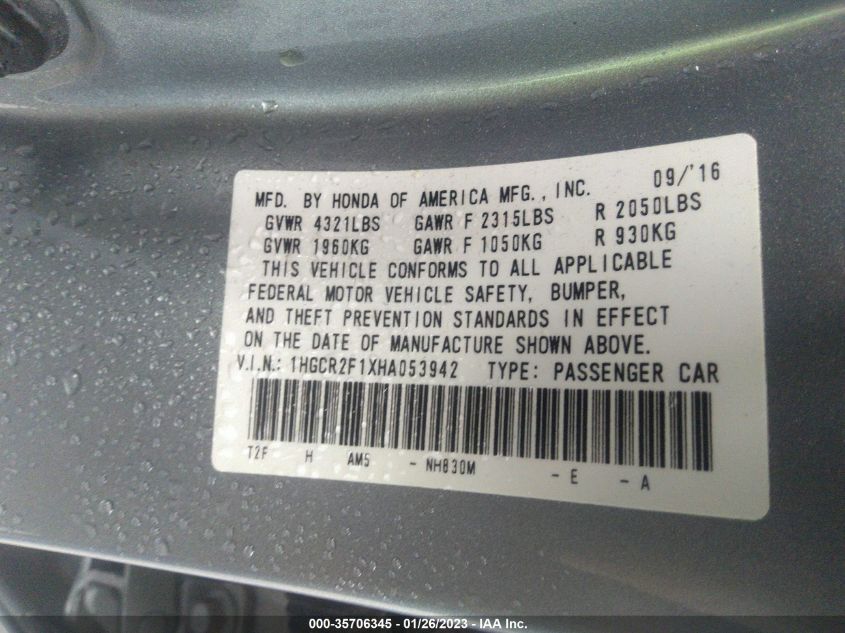 MFD. BY HONDA OF AMERICA MFG., INC. 09/'16
GVWR 4321LBS GAWR F 2315LBS R 2050LBS
GVWR 1960KG GAWR F 1050KG R 930KG
THIS VEHICLE CONFORMS TO ALL APPLICABLE
FEDERAL MOTOR VEHICLE SAFETY, BUMPER,
AND THEFT PREVENTION STANDARDS IN EFFECT
ON THE DATE OF MANUFACTURE SHOWN ABOVE.
V.I.N.: 1HGCR2F1XHA053942 TYPE: PASSENGER CAR
T2F H AM5 - NH830M - E - A
000-35706345 - 01/26/2023 - IAA Inc.